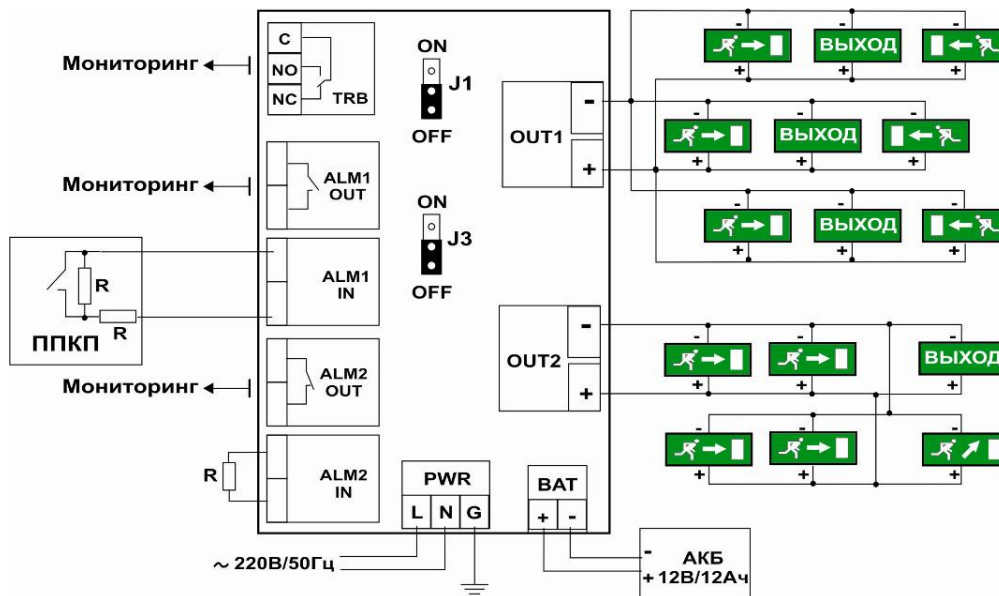 C
NO
NC
TRB
Мониторинг
ON
J1
OFF
OUT1
-
+
ALM1
OUT
Мониторинг
ON
J3
OFF
ALM1
IN
R
R
ППКП
ALM2
OUT
Мониторинг
ALM2
IN
R
OUT2
-
+
PWR
L N G
BAT
+ -
~ 220В/50Гц
-
+
АКБ
12В/12Ач
- - -
ВЫХОД
+ + +
- - -
ВЫХОД
+ + +
- - -
ВЫХОД
+ + +
- - -
ВЫХОД
+ + +
- - -
+ + +